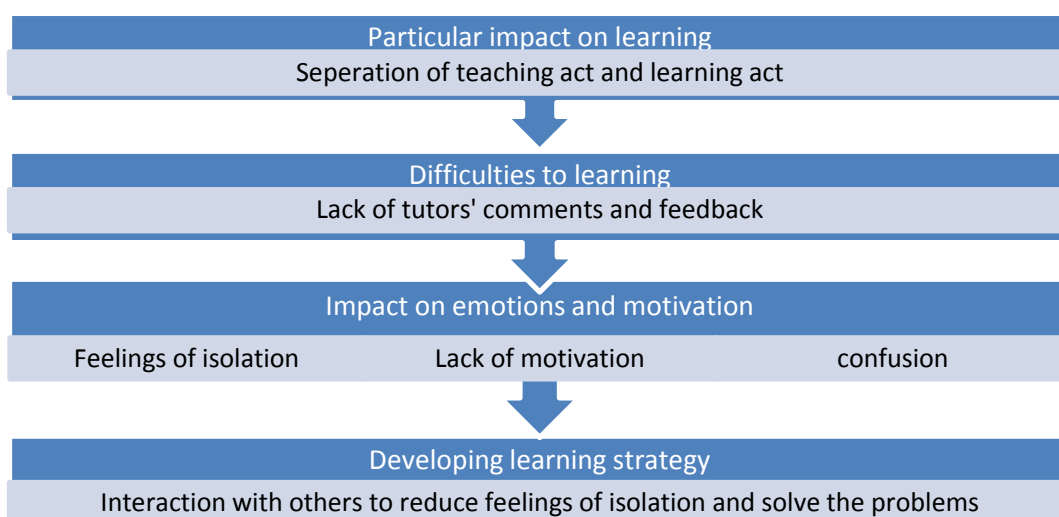 Particular impact on learning
Seperation of teaching act and learning act
Difficulties to learning
Lack of tutors' comments and feedback
Impact on emotions and motivation
Feelings of isolation Lack of motivation confusion
Developing learning strategy
Interaction with others to reduce feelings of isolation and solve the problems